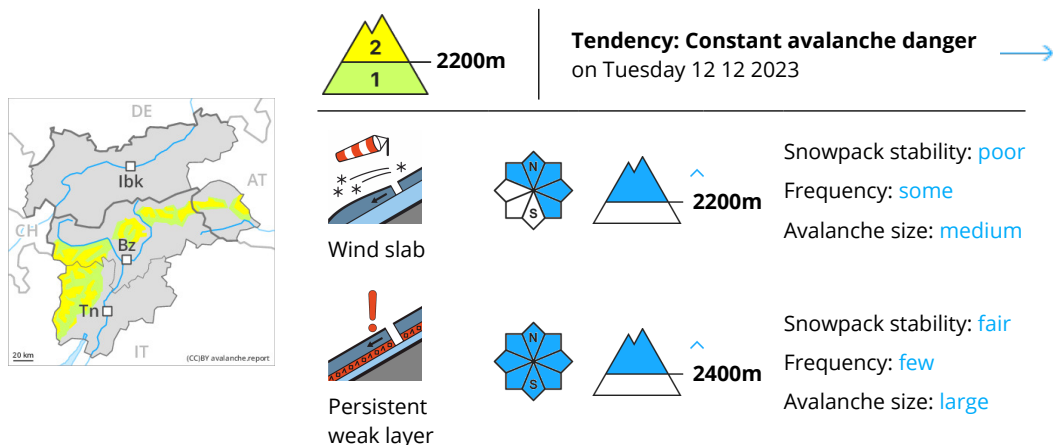 2
1
2200m
Tendency: Constant avalanche danger
on Tuesday 12 12 2023
DE
Ibk
AT
CH
Bz
Tn
IT
20 km
(CC)BY avalanche.report
Wind slab
N
S
2200m
Snowpack stability: poor
Frequency: some
Avalanche size: medium
Persistent
weak layer
N
S
2400m
Snowpack stability: fair
Frequency: few
Avalanche size: large